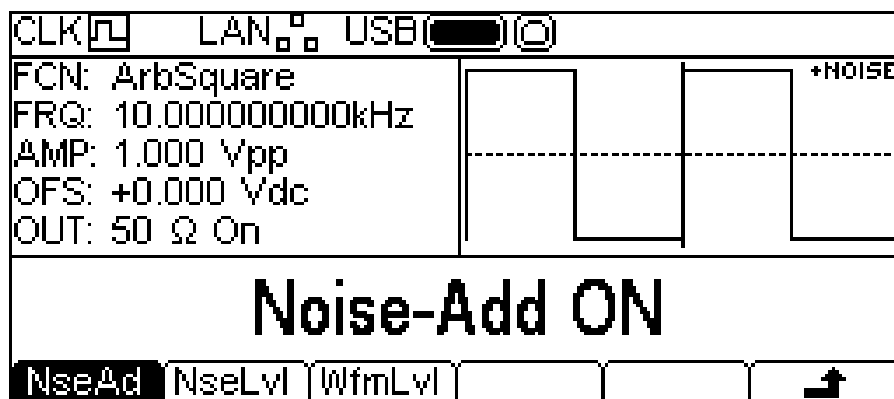 CLK LAN USB
FCN: ArbSquare
FRQ: 10.000000000kHz
AMP: 1.000 Vpp
OFS: +0.000 Vdc
OUT: 50 Ω On
+NOISE
Noise-Add ON
NseAd NseLvl WfmLvl